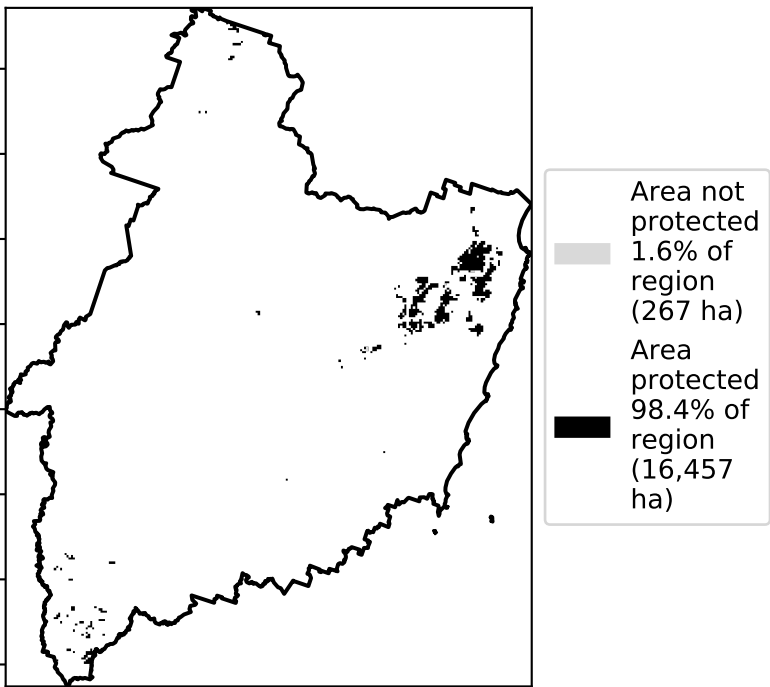 Area not
protected
1.6% of
region
(267 ha)
Area
protected
98.4% of
region
(16,457
ha)